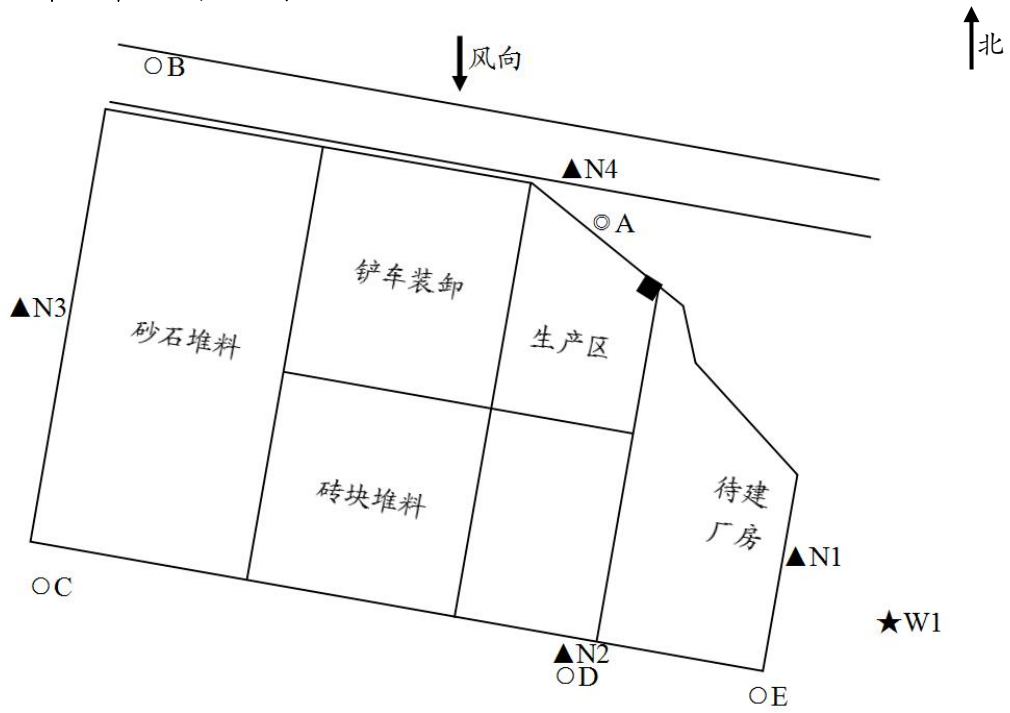 北
风向
○B
▲N4
◎A
铲车装卸
▲N3
砂石堆料
生产区
砖块堆料
待建
厂房
▲N1
○C
★W1
▲N2
○D
○E